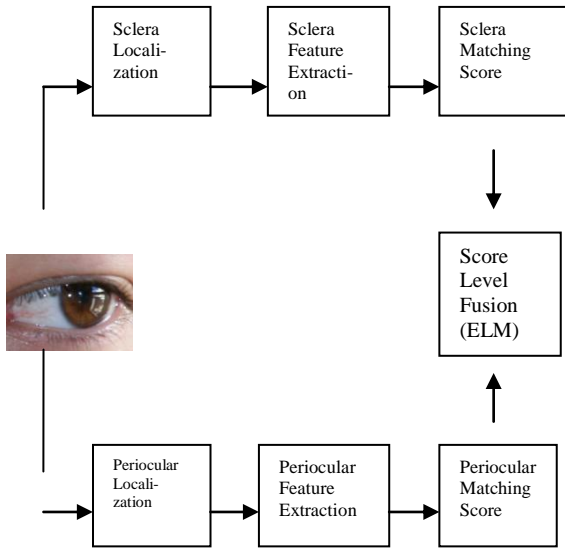 Sclera
Locali-
zation
Sclera
Feature
Extracti-
on
Sclera
Matching
Score
Score
Level
Fusion
(ELM)
Periocular
Locali-
zation
Periocular
Feature
Extraction
Periocular
Matching
Score